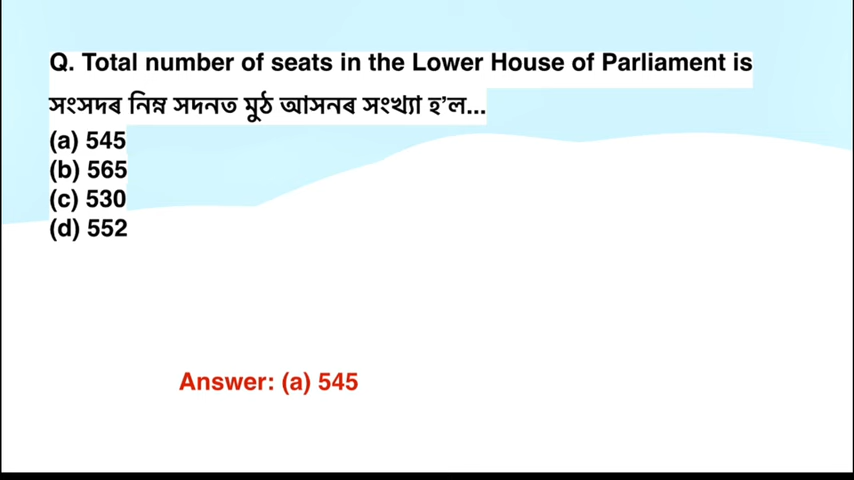 Q. Total number of seats in the Lower House of Parliament is
সংসদৰ নিম্ন সদনত মুঠ আসনৰ সংখ্যা হ’ল...
(a) 545
(b) 565
(c) 530
(d) 552
Answer: (a) 545